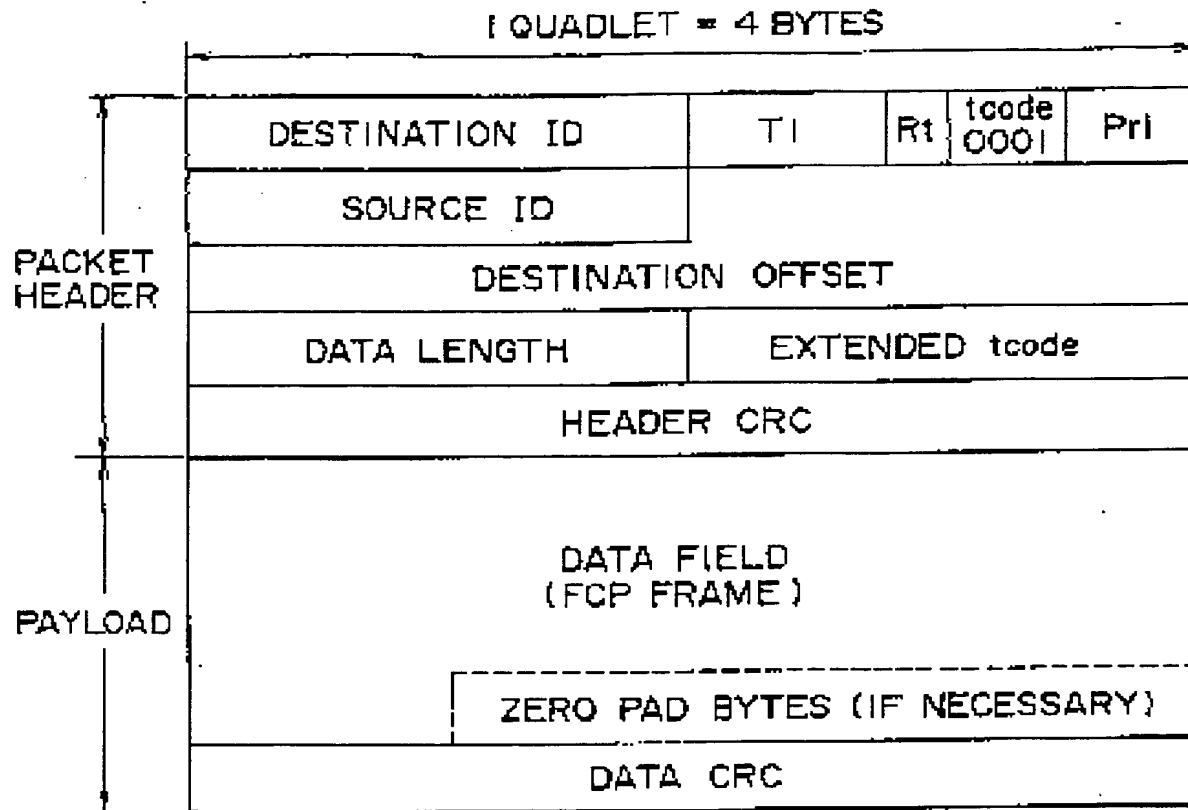 1 QUADLET = 4 BYTES
DESTINATION ID
Tl
Rt
tcode
0001
Pri
SOURCE ID
PACKET
HEADER
DESTINATION OFFSET
DATA LENGTH
EXTENDED tcode
HEADER CRC
DATA FIELD
(FCP FRAME)
PAYLOAD
ZERO PAD BYTES (IF NECESSARY)
DATA CRC